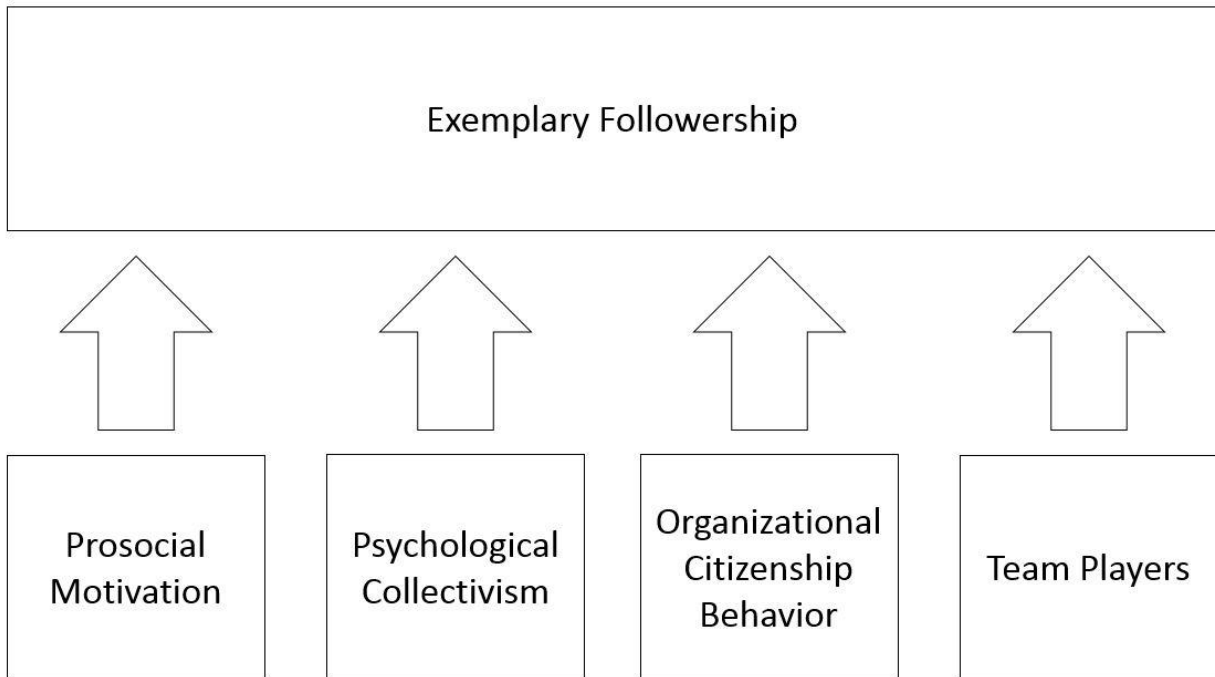 Exemplary Followership
Prosocial
Motivation
Psychological
Collectivism
Organizational
Citizenship
Behavior
Team Players